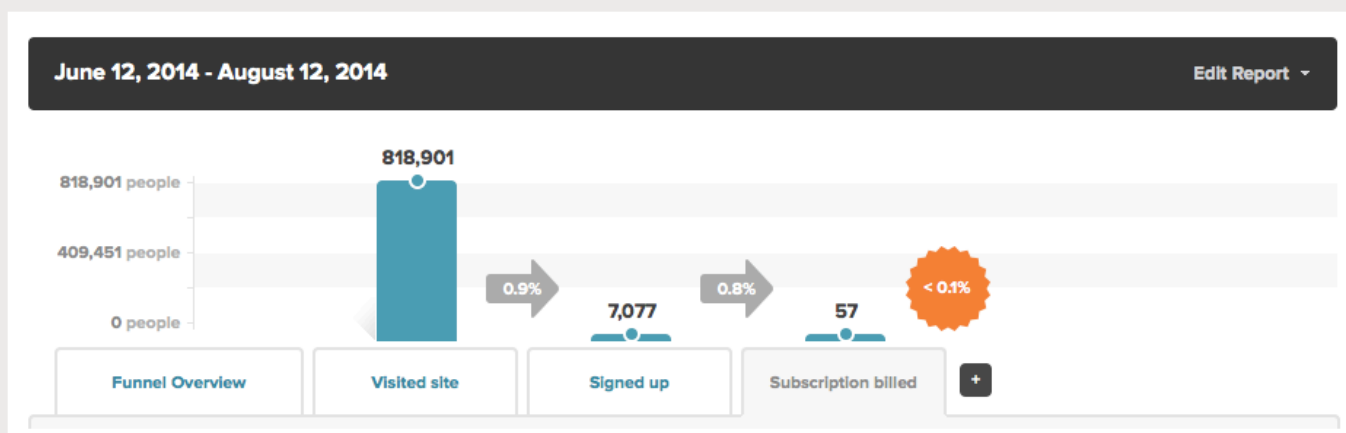 June 12, 2014 - August 12, 2014
Edit Report
818,901
818,901 people
409,451 people
0.9%
0.8%
< 0.1%
7,077
57
0 people
Funnel Overview
Visited site
Signed up
Subscription billed
+